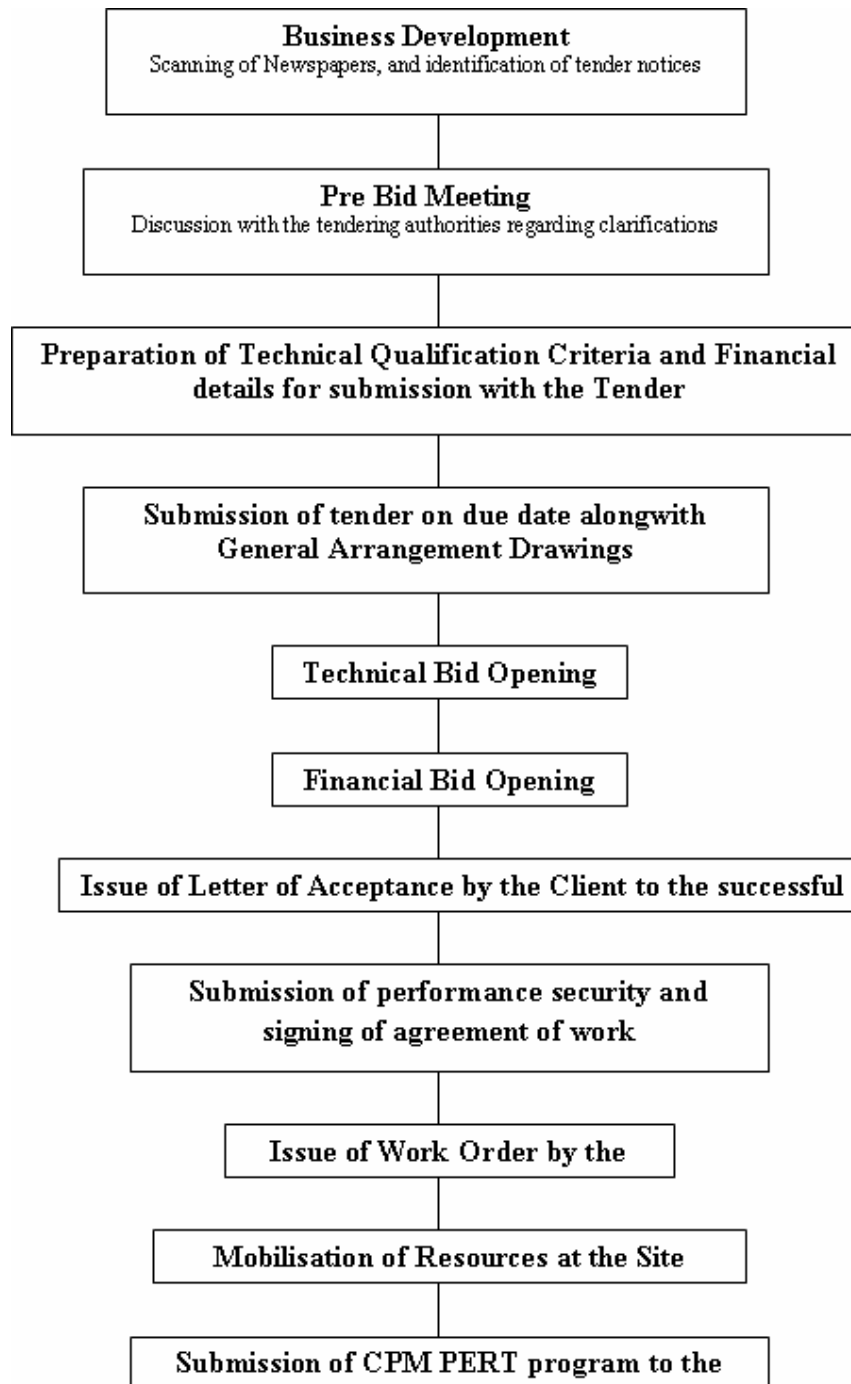 Business Development
Scanning of Newspapers, and identification of tender notices
Pre Bid Meeting
Discussion with the tendering authorities regarding clarifications
Preparation of Technical Qualification Criteria and Financial
details for submission with the Tender
Submission of tender on due date alongwith
General Arrangement Drawings
Technical Bid Opening
Financial Bid Opening
Issue of Letter of Acceptance by the Client to the successful
Submission of performance security and
signing of agreement of work
Issue of Work Order by the
Mobilisation of Resources at the Site
Submission of CPM PERT program to the